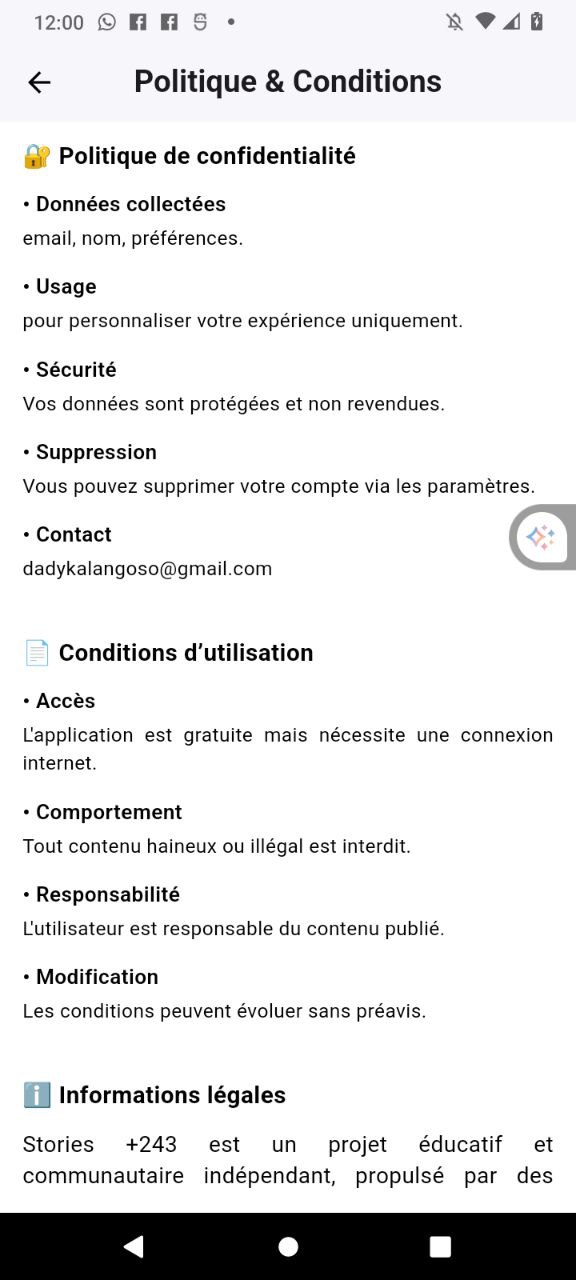 12:00
Politique & Conditions
🔐 Politique de confidentialité
• Données collectées
email, nom, préférences.
• Usage
pour personnaliser votre expérience uniquement.
• Sécurité
Vos données sont protégées et non revendues.
• Suppression
Vous pouvez supprimer votre compte via les paramètres.
• Contact
dadykalangoso@gmail.com
📄 Conditions d’utilisation
• Accès
L'application est gratuite mais nécessite une connexion
internet.
• Comportement
Tout contenu haineux ou illégal est interdit.
• Responsabilité
L'utilisateur est responsable du contenu publié.
• Modification
Les conditions peuvent évoluer sans préavis.
ℹ️ Informations légales
Stories +243 est un projet éducatif et
communautaire indépendant, propulsé par des